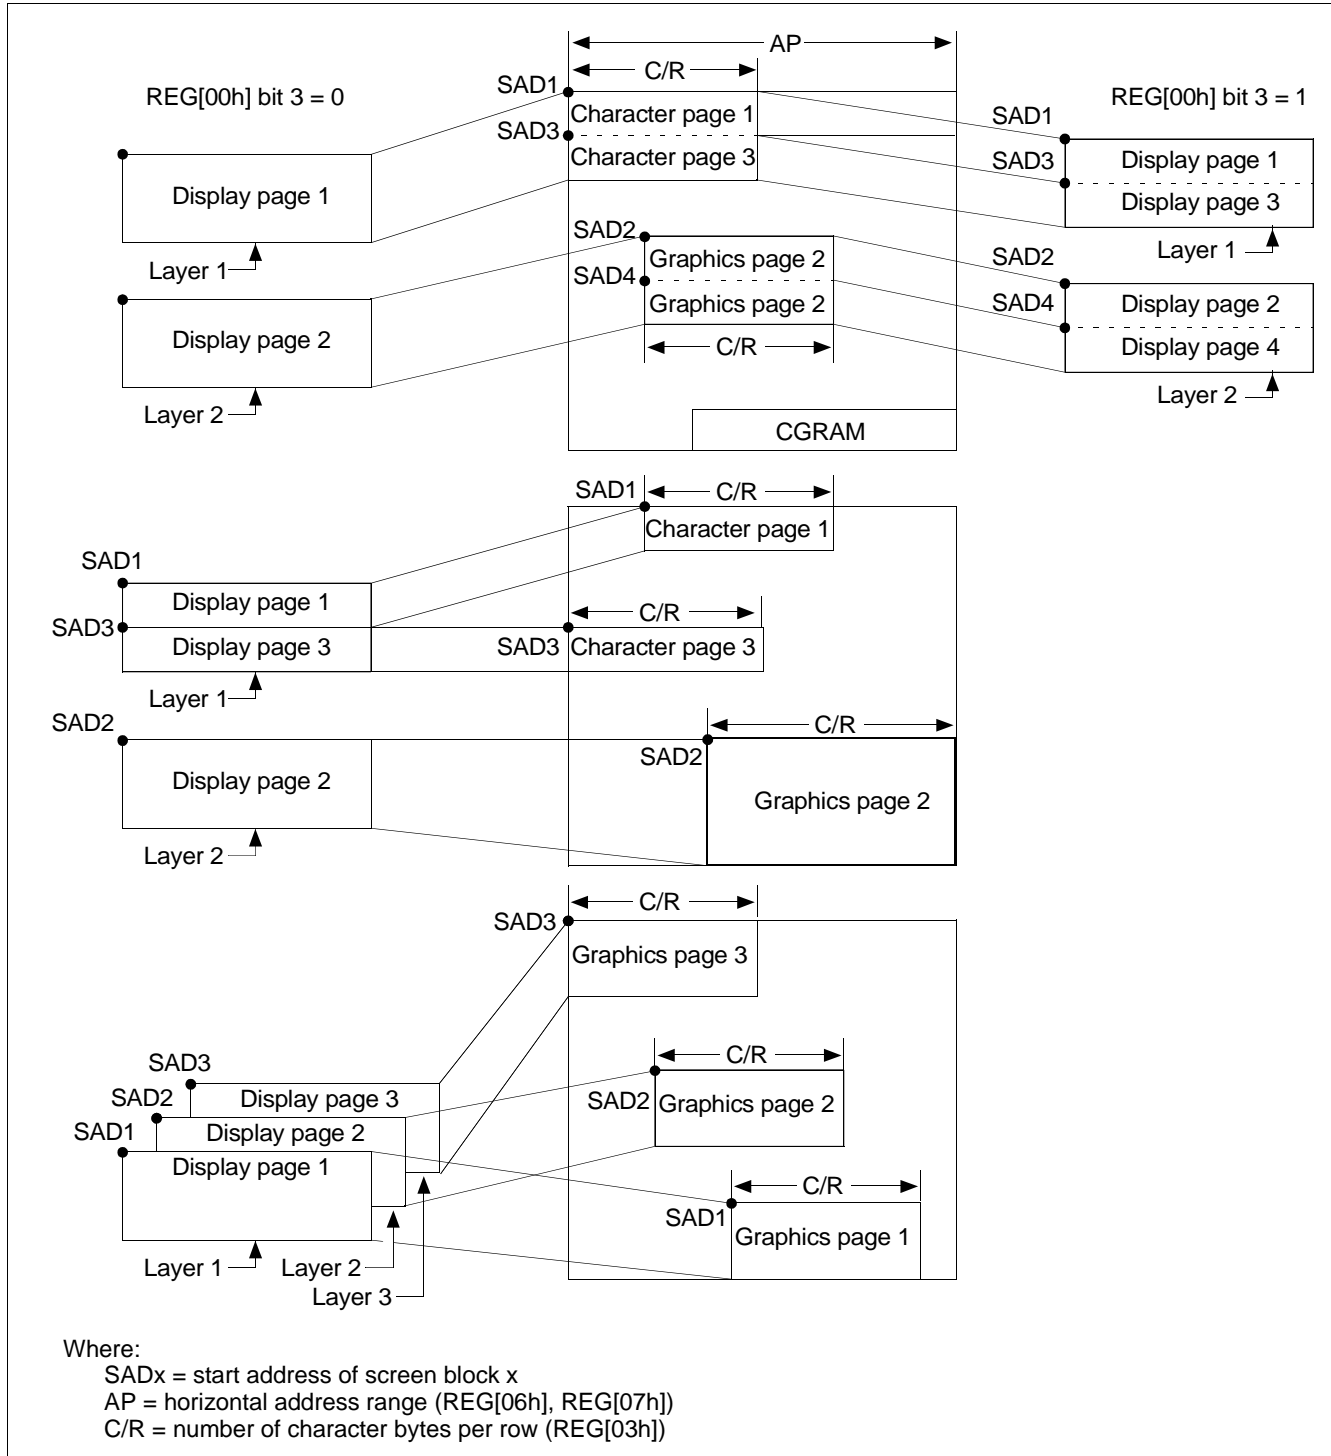 AP
C/R
REG[00h] bit 3 = 0
SAD1
REG[00h] bit 3 = 1
Character page 1
SAD1
SAD3
Character page 3
SAD3
Display page 1
Display page 1
Display page 3
SAD2
Layer 1
Graphics page 2
SAD2
Layer 1
SAD4
Graphics page 2
SAD4
Display page 2
Display page 2
C/R
Display page 4
Layer 2
Layer 2
CGRAM
SAD1
C/R
Character page 1
SAD1
Display page 1
C/R
SAD3
Display page 3
SAD3
Character page 3
Layer 1
SAD2
C/R
SAD2
Display page 2
Graphics page 2
Layer 2
C/R
SAD3
Graphics page 3
C/R
SAD3
Display page 3
SAD2
SAD2
Graphics page 2
Display page 2
SAD1
Display page 1
C/R
SAD1
Graphics page 1
Layer 1
Layer 2
Layer 3
Where:
SADx = start address of screen block x
AP = horizontal address range (REG[06h], REG[07h])
C/R = number of character bytes per row (REG[03h])